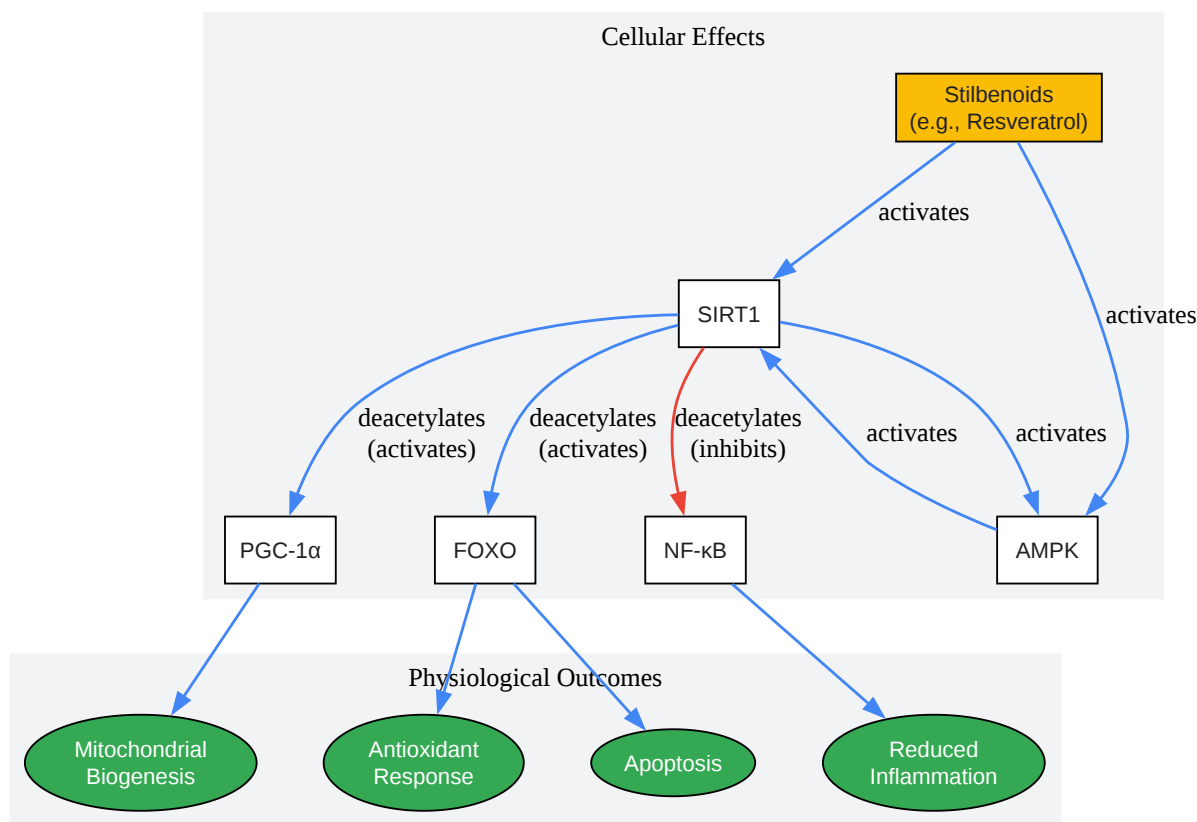 Cellular Effects
Stilbenoids
(e.g., Resveratrol)
activates
activates
SIRT1
deacetylates
(activates)
deacetylates
(activates)
deacetylates
(inhibits)
activates
activates
PGC-1α
FOXO
NF-κB
AMPK
Physiological Outcomes
Mitochondrial
Biogenesis
Antioxidant
Response
Apoptosis
Reduced
Inflammation